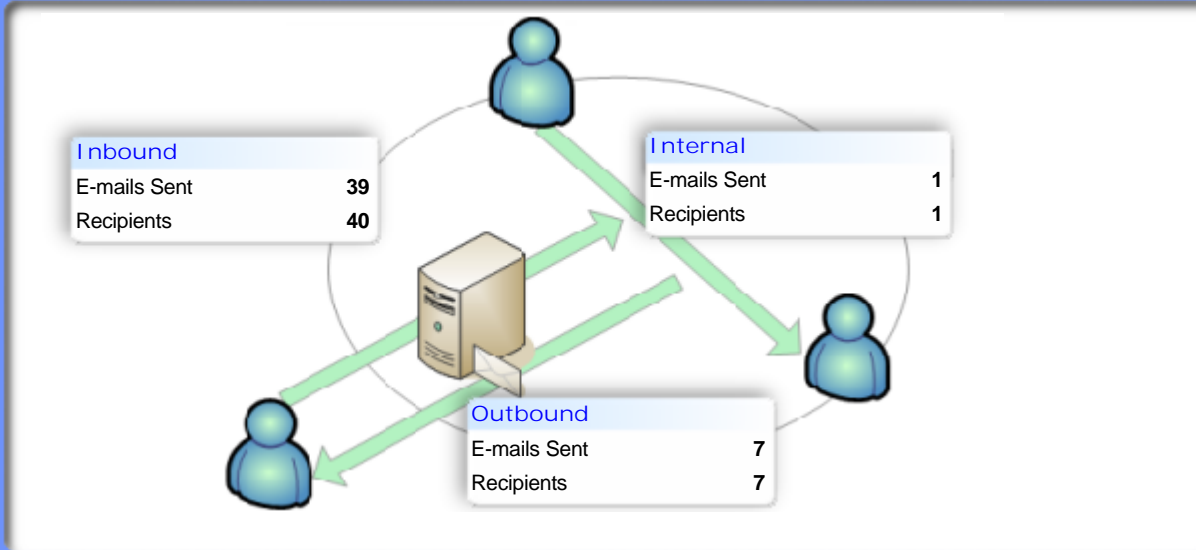 Inbound
E-mails Sent 39
Recipients 40
Internal
E-mails Sent 1
Recipients 1
Outbound
E-mails Sent 7
Recipients 7